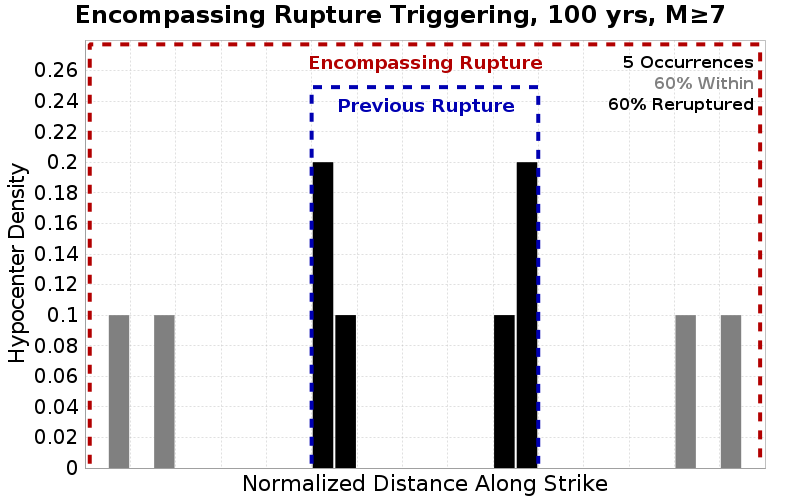 Encompassing Rupture Triggering, 100 yrs, M≥7
Encompassing Rupture
5 Occurrences
60% Within
60% Reruptured
Previous Rupture
Hypocenter Density
0.26
0.24
0.22
0.2
0.18
0.16
0.14
0.12
0.1
0.08
0.06
0.04
0.02
0
Normalized Distance Along Strike